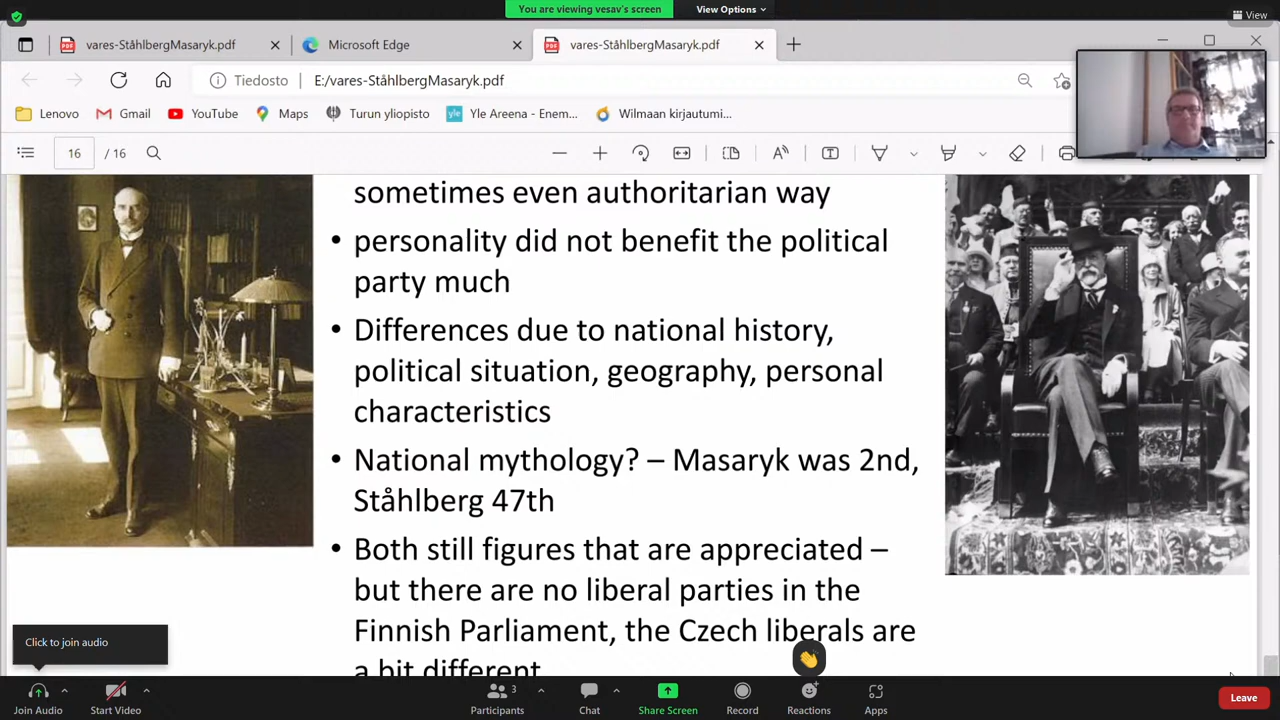 You are viewing vesav's screen
View Options
View
vares-StåhlbergMasaryk.pdf
Microsoft Edge
vares-StåhlbergMasaryk.pdf
Tiedosto
E:/vares-StåhlbergMasaryk.pdf
Lenovo
Gmail
YouTube
Maps
Turun yliopisto
Yle Areena - Enem...
Wilmaan kirjautumi...
16
/ 16
sometimes even authoritarian way
• personality did not benefit the political
party much
• Differences due to national history,
political situation, geography, personal
characteristics
• National mythology? – Masaryk was 2nd,
Ståhlberg 47th
• Both still figures that are appreciated –
but there are no liberal parties in the
Finnish Parliament, the Czech liberals are
a bit different
Click to join audio
Join Audio
Start Video
Participants
3
Chat
Share Screen
Record
Reactions
Apps
Leave